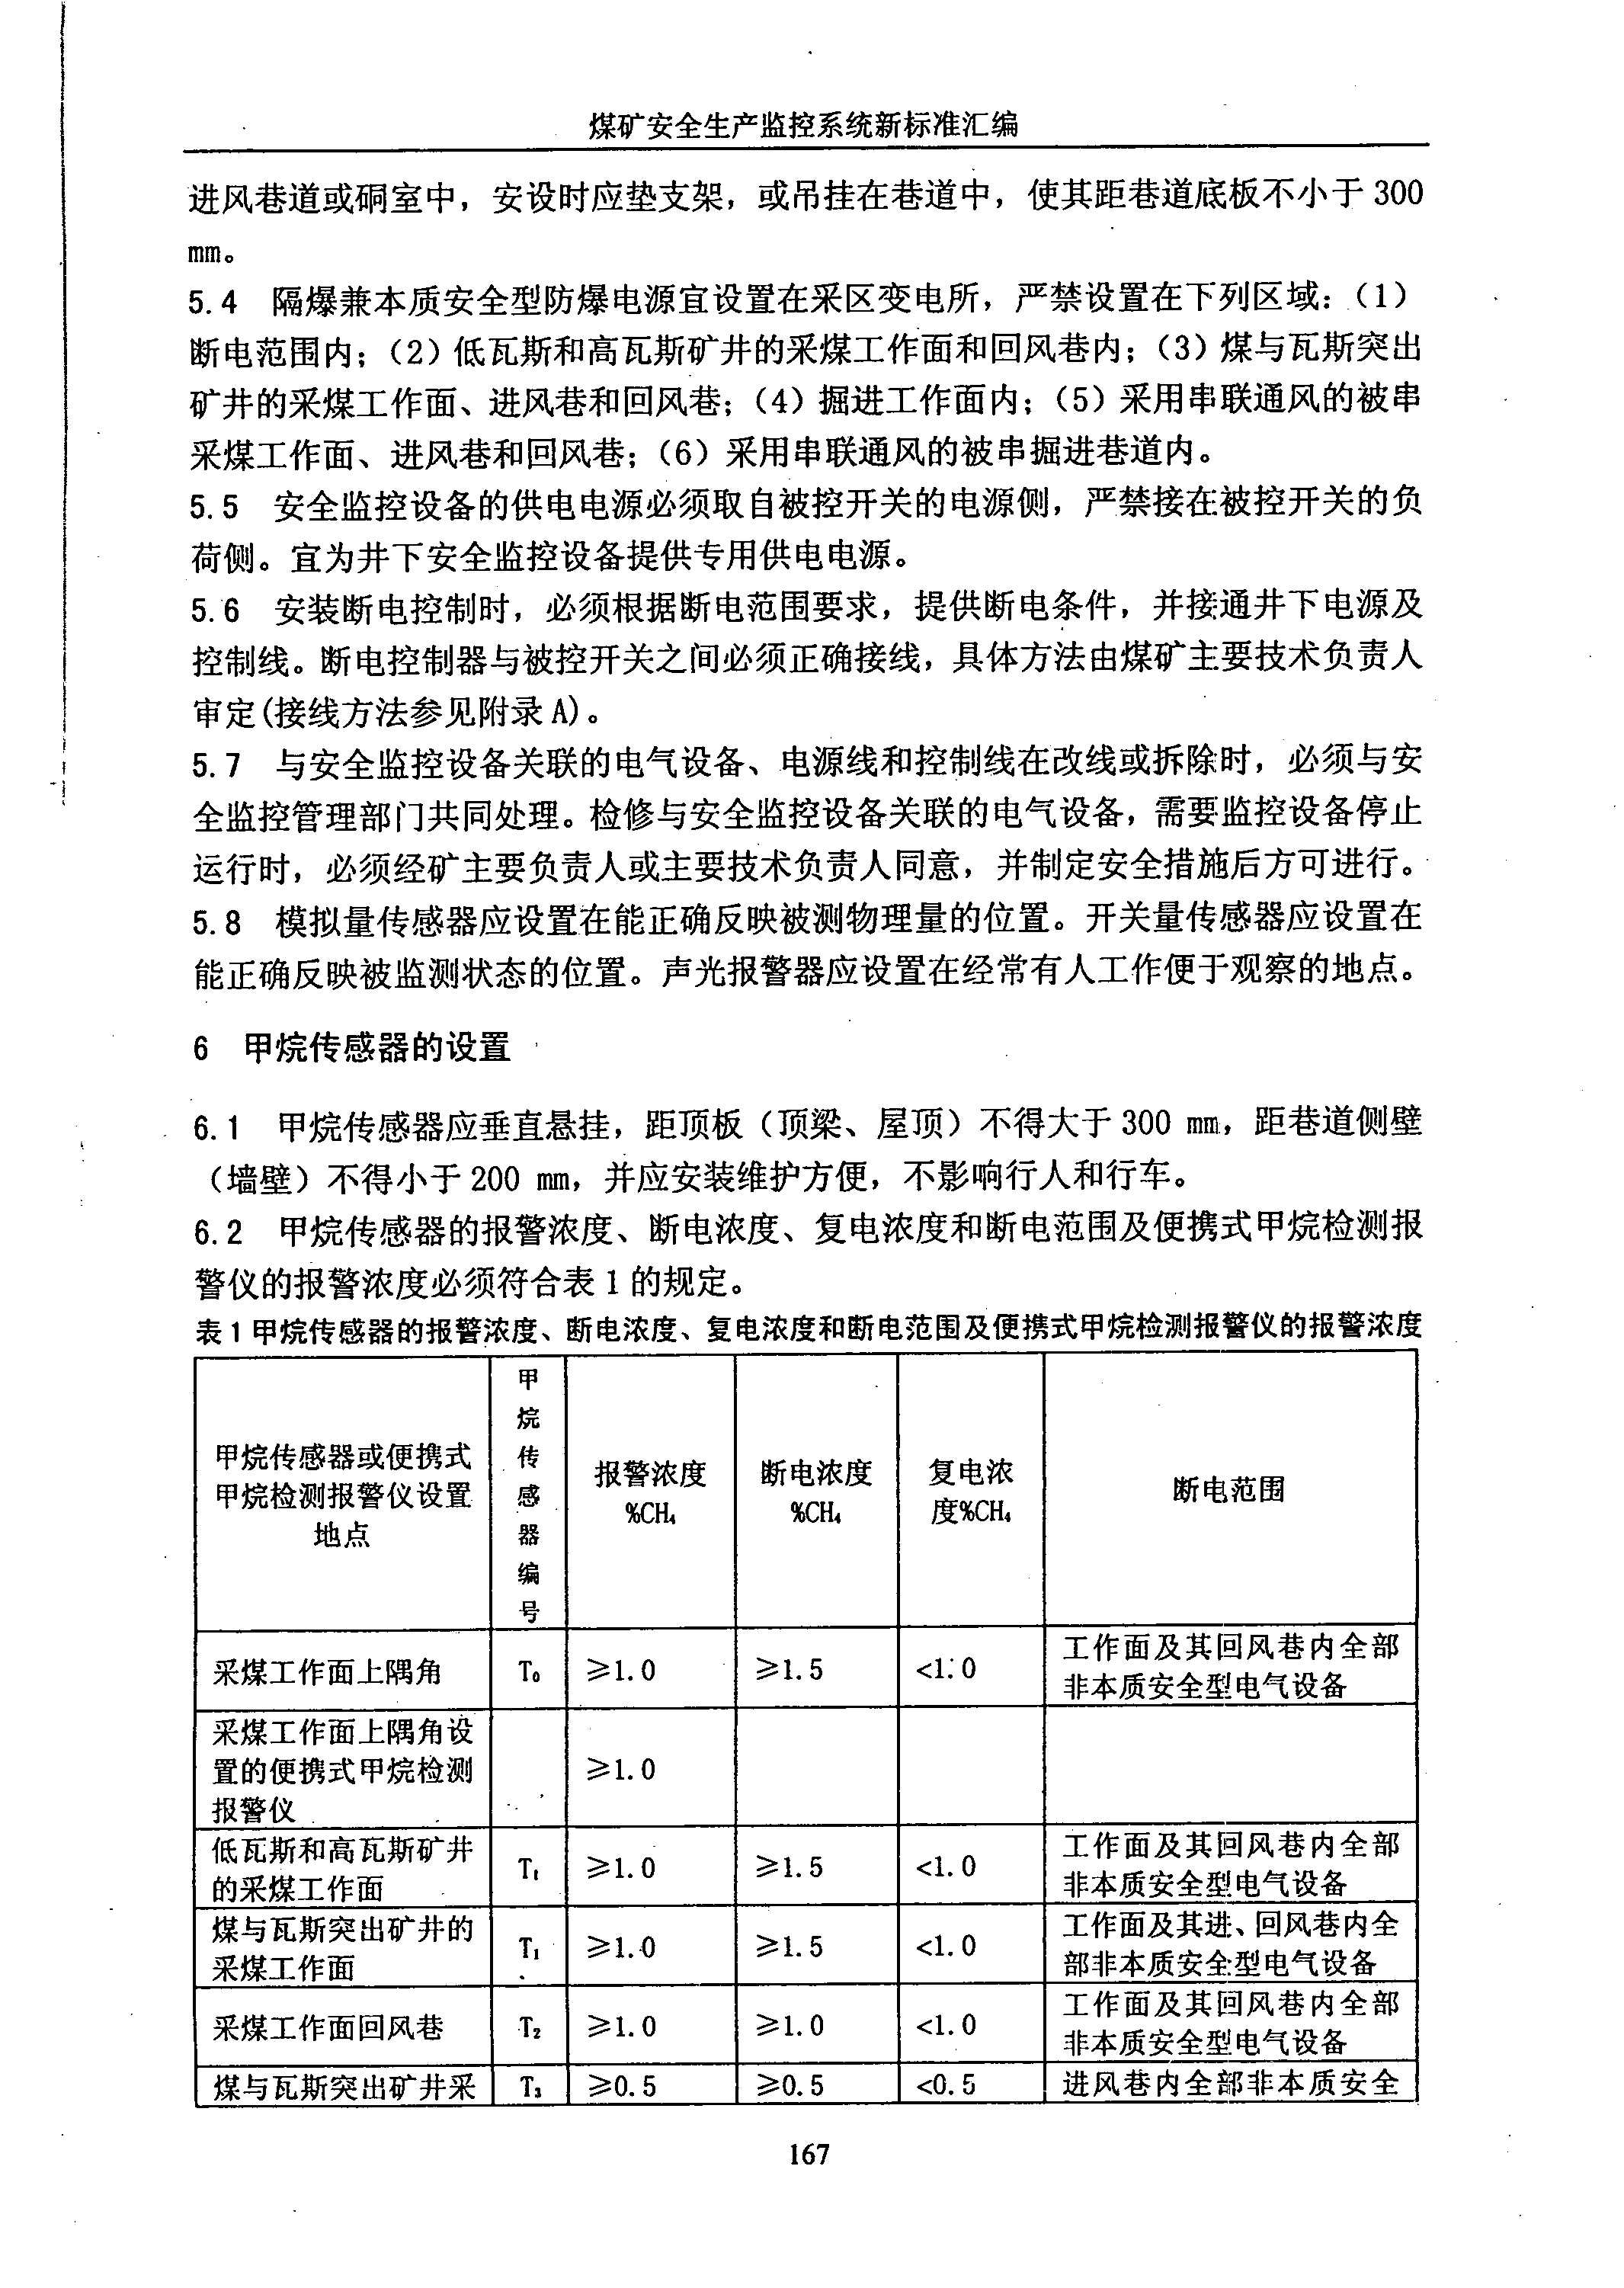 煤矿安全生产监控系统新标准汇编
进风巷道或硐室中，安设时应垫支架，或吊挂在巷道中，使其距巷道底板不小于 300
mm。
5.4 隔爆兼本质安全型防爆电源宜设置在采区变电所，严禁设置在下列区域：（1）
断电范围内；（2）低瓦斯和高瓦斯矿井的采煤工作面和回风巷内；（3）煤与瓦斯突出
矿井的采煤工作面、进风巷和回风巷；（4）掘进工作面内；（5）采用串联通风的被串
采煤工作面、进风巷和回风巷；（6）采用串联通风的被串掘进巷道内。
5.5 安全监控设备的供电电源必须取自被控开关的电源侧，严禁接在被控开关的负
荷侧。宜为井下安全监控设备提供专用供电电源。
5.6 安装断电控制时，必须根据断电范围要求，提供断电条件，并接通井下电源及
控制线。断电控制器与被控开关之间必须正确接线，具体方法由煤矿主要技术负责人
审定(接线方法参见附录 A)。
5.7 与安全监控设备关联的电气设备、电源线和控制线在改线或拆除时，必须与安
全监控管理部门共同处理。检修与安全监控设备关联的电气设备，需要监控设备停止
运行时，必须经矿主要负责人或主要技术负责人同意，并制定安全措施后方可进行。
5.8 模拟量传感器应设置在能正确反映被测物理量的位置。开关量传感器应设置在
能正确反映被监测状态的位置。声光报警器应设置在经常有人工作便于观察的地点。
6 甲烷传感器的设置
6.1 甲烷传感器应垂直悬挂，距顶板（顶梁、屋顶）不得大于 300 mm，距巷道侧壁
（墙壁）不得小于 200 mm，并应安装维护方便，不影响行人和行车。
6.2 甲烷传感器的报警浓度、断电浓度、复电浓度和断电范围及便携式甲烷检测报
警仪的报警浓度必须符合表 1 的规定。
表 1 甲烷传感器的报警浓度、断电浓度、复电浓度和断电范围及便携式甲烷检测报警仪的报警浓度
甲烷传感器或便携式
甲烷检测报警仪设置
地点
甲
烷
传
感
器
编
号
报警浓度
%CH₄
断电浓度
%CH₄
复电浓
度%CH₄
断电范围
采煤工作面上隅角
T₀
≥1.0
≥1.5
<1.0
工作面及其回风巷内全部
非本质安全型电气设备
采煤工作面上隅角设
置的便携式甲烷检测
报警仪
≥1.0
低瓦斯和高瓦斯矿井
的采煤工作面
T₁
≥1.0
≥1.5
<1.0
工作面及其回风巷内全部
非本质安全型电气设备
煤与瓦斯突出矿井的
采煤工作面
T₁
≥1.0
≥1.5
<1.0
工作面及其进、回风巷内全
部非本质安全型电气设备
采煤工作面回风巷
T₂
≥1.0
≥1.0
<1.0
工作面及其回风巷内全部
非本质安全型电气设备
煤与瓦斯突出矿井采
T₃
≥0.5
≥0.5
<0.5
进风巷内全部非本质安全
167